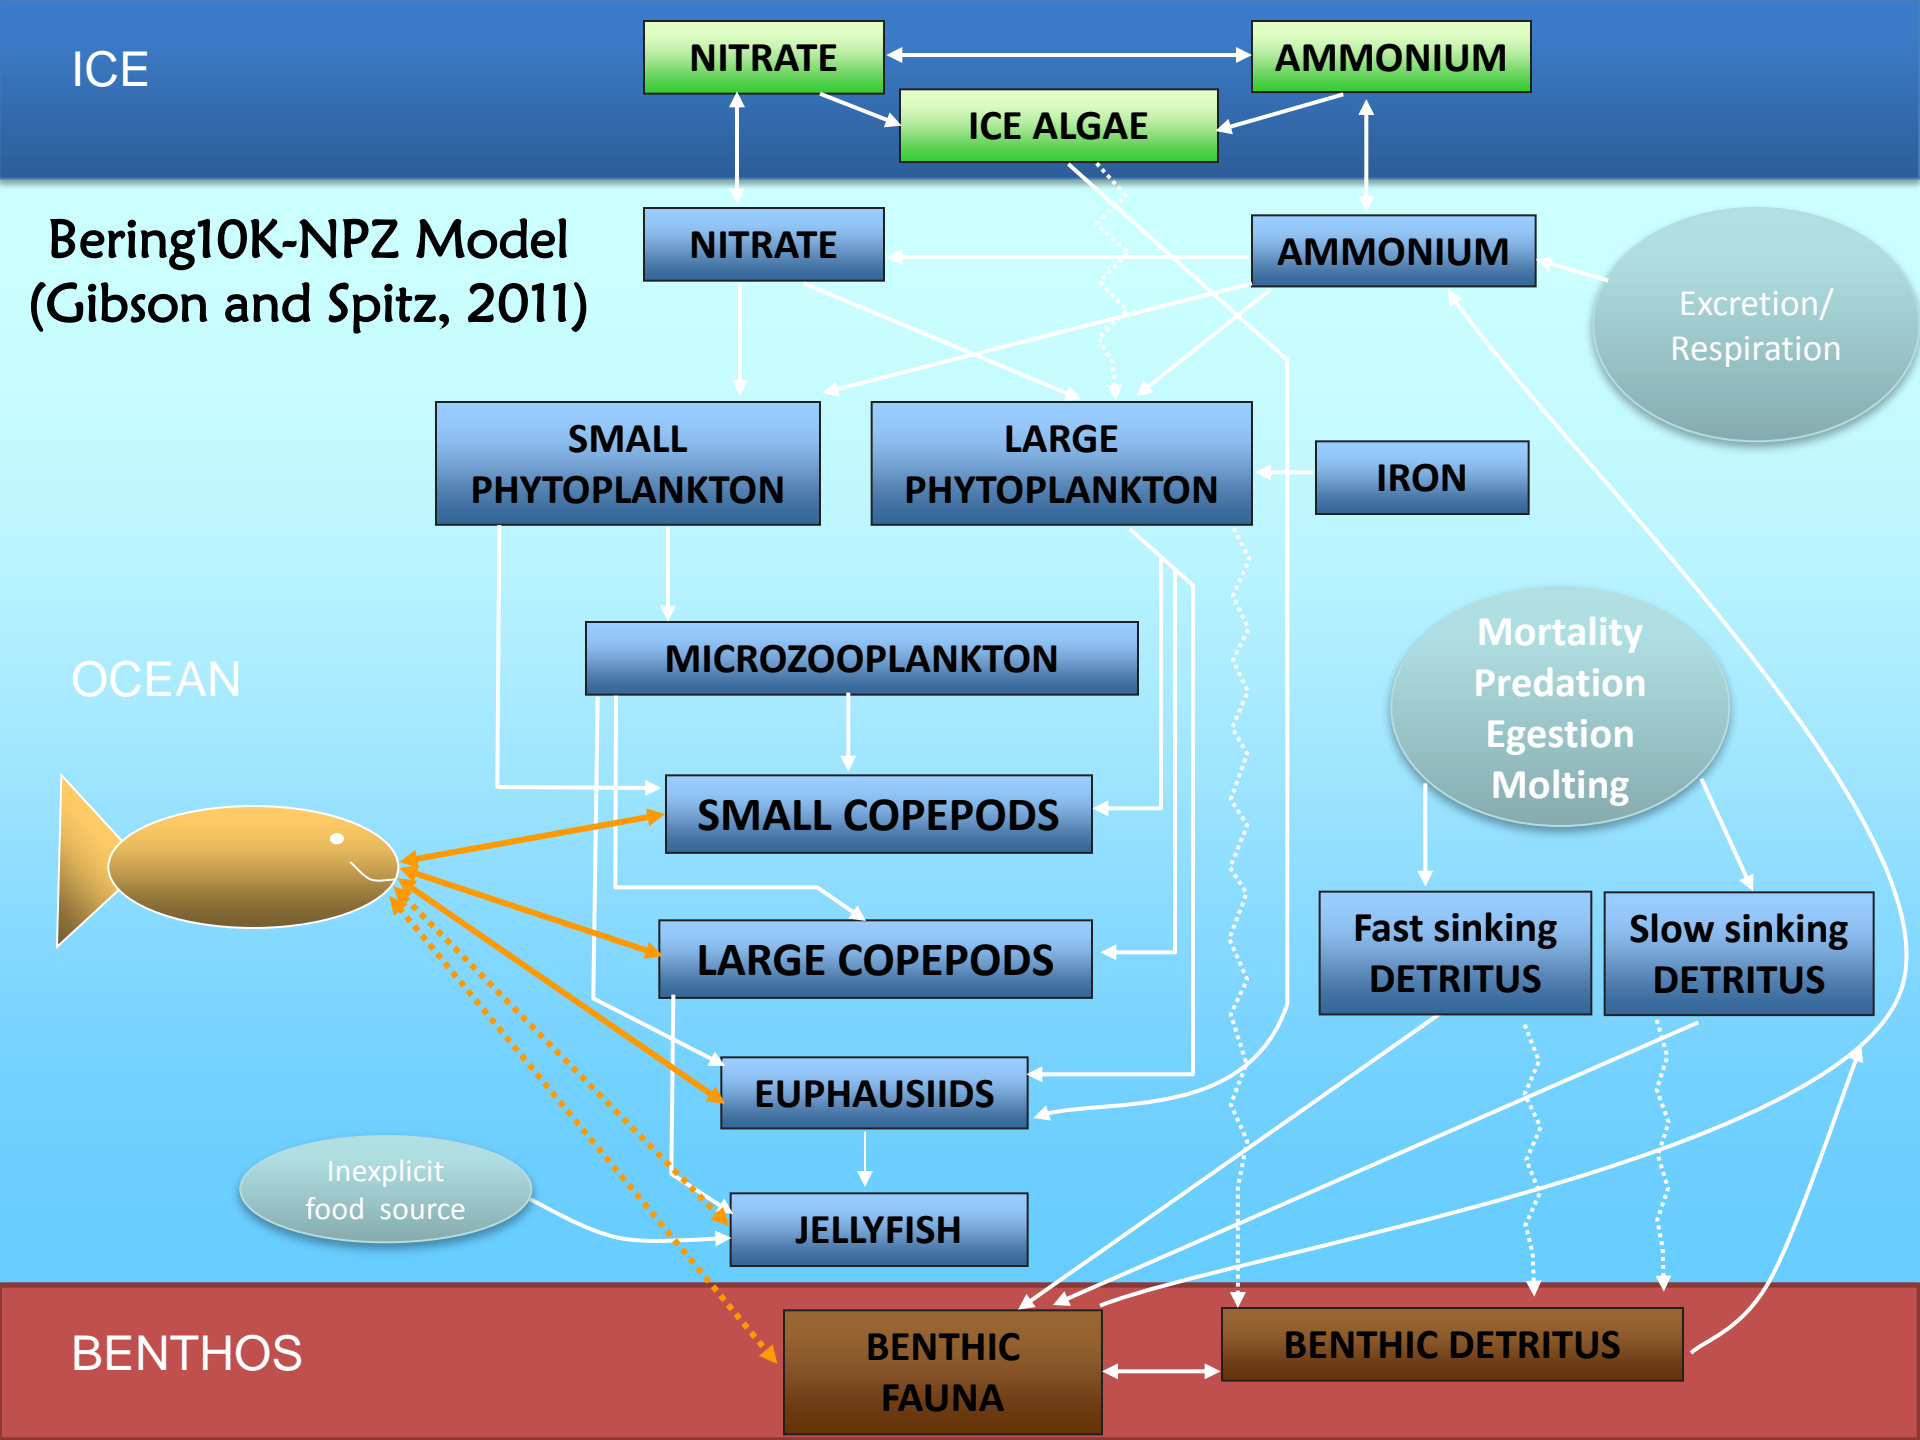 ICE
NITRATE
AMMONIUM
ICE ALGAE
Bering10K-NPZ Model
(Gibson and Spitz, 2011)
NITRATE
AMMONIUM
Excretion/
Respiration
SMALL
PHYTOPLANKTON
LARGE
PHYTOPLANKTON
IRON
OCEAN
MICROZOOPLANKTON
Mortality
Predation
Egestion
Molting
SMALL COPEPODS
LARGE COPEPODS
Fast sinking
DETRITUS
Slow sinking
DETRITUS
EUPHAUSIIDS
Inexplicit
food source
JELLYFISH
BENTHOS
BENTHIC
FAUNA
BENTHIC DETRITUS